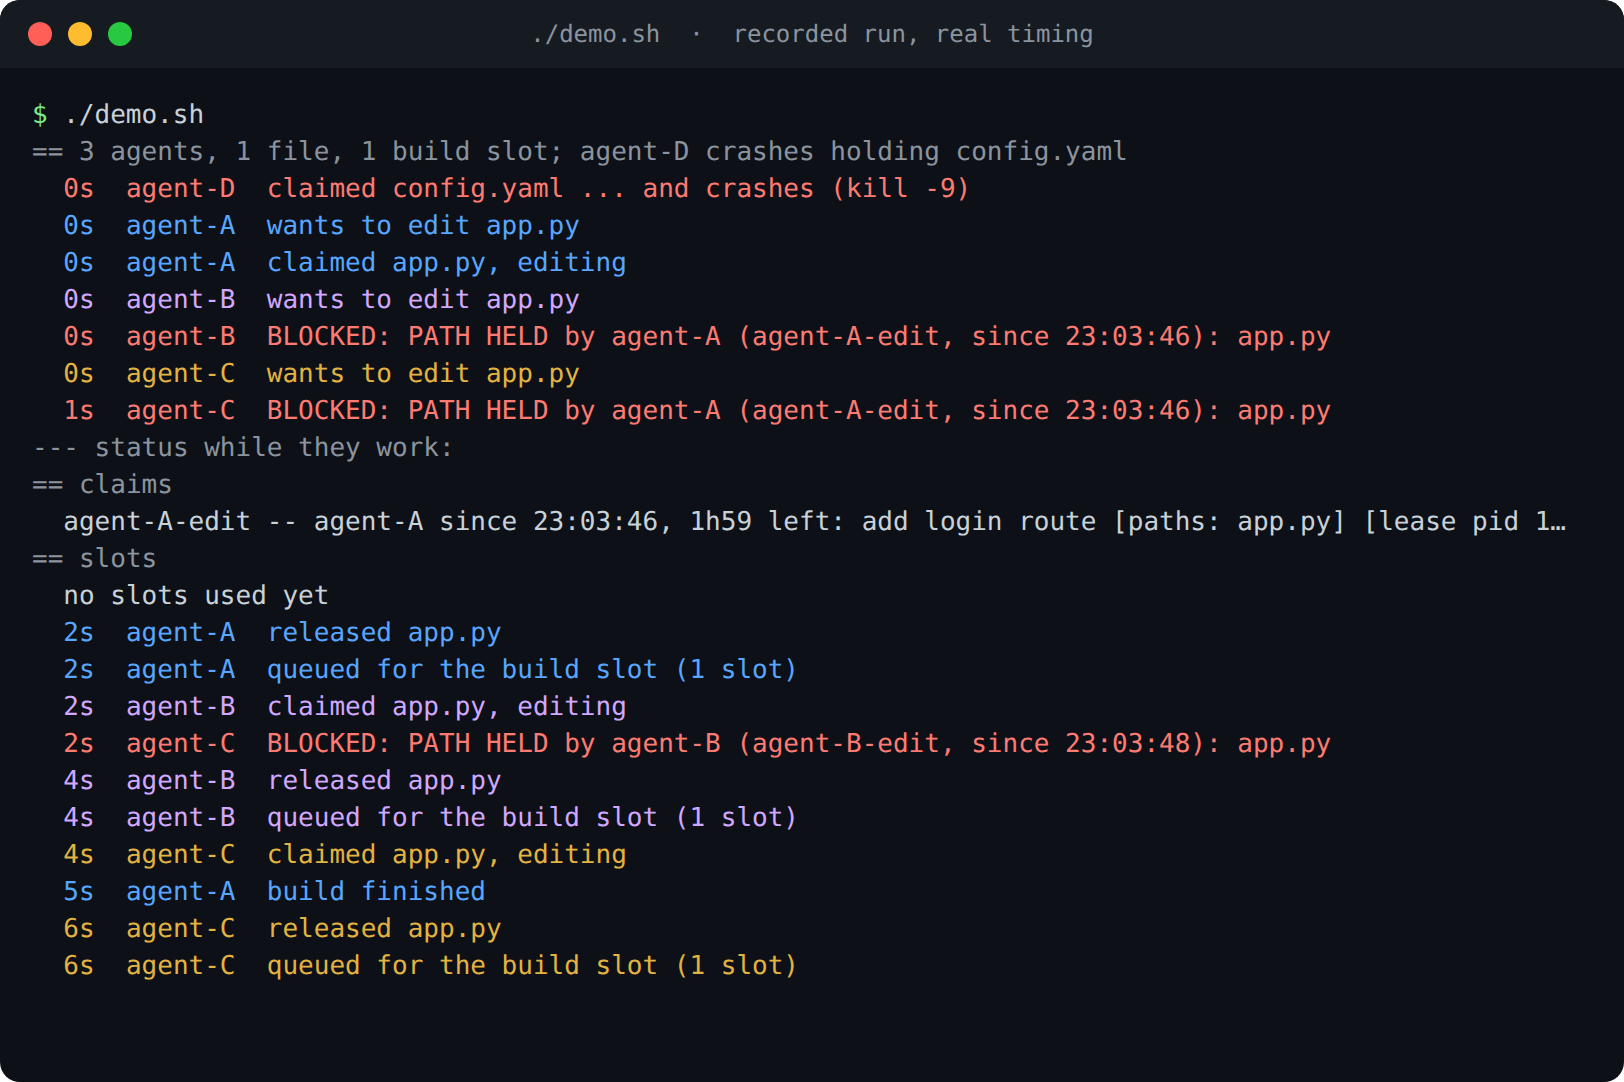 ./demo.sh  ·  recorded run, real timing
$ ./demo.sh
== 3 agents, 1 file, 1 build slot; agent-D crashes holding config.yaml
  0s  agent-D  claimed config.yaml ... and crashes (kill -9)
  0s  agent-A  wants to edit app.py
  0s  agent-A  claimed app.py, editing
  0s  agent-B  wants to edit app.py
  0s  agent-B  BLOCKED: PATH HELD by agent-A (agent-A-edit, since 23:03:46): app.py
  0s  agent-C  wants to edit app.py
  1s  agent-C  BLOCKED: PATH HELD by agent-A (agent-A-edit, since 23:03:46): app.py
--- status while they work:
== claims
  agent-A-edit -- agent-A since 23:03:46, 1h59 left: add login route [paths: app.py] [lease pid 1…
== slots
  no slots used yet
  2s  agent-A  released app.py
  2s  agent-A  queued for the build slot (1 slot)
  2s  agent-B  claimed app.py, editing
  2s  agent-C  BLOCKED: PATH HELD by agent-B (agent-B-edit, since 23:03:48): app.py
  4s  agent-B  released app.py
  4s  agent-B  queued for the build slot (1 slot)
  4s  agent-C  claimed app.py, editing
  5s  agent-A  build finished
  6s  agent-C  released app.py
  6s  agent-C  queued for the build slot (1 slot)